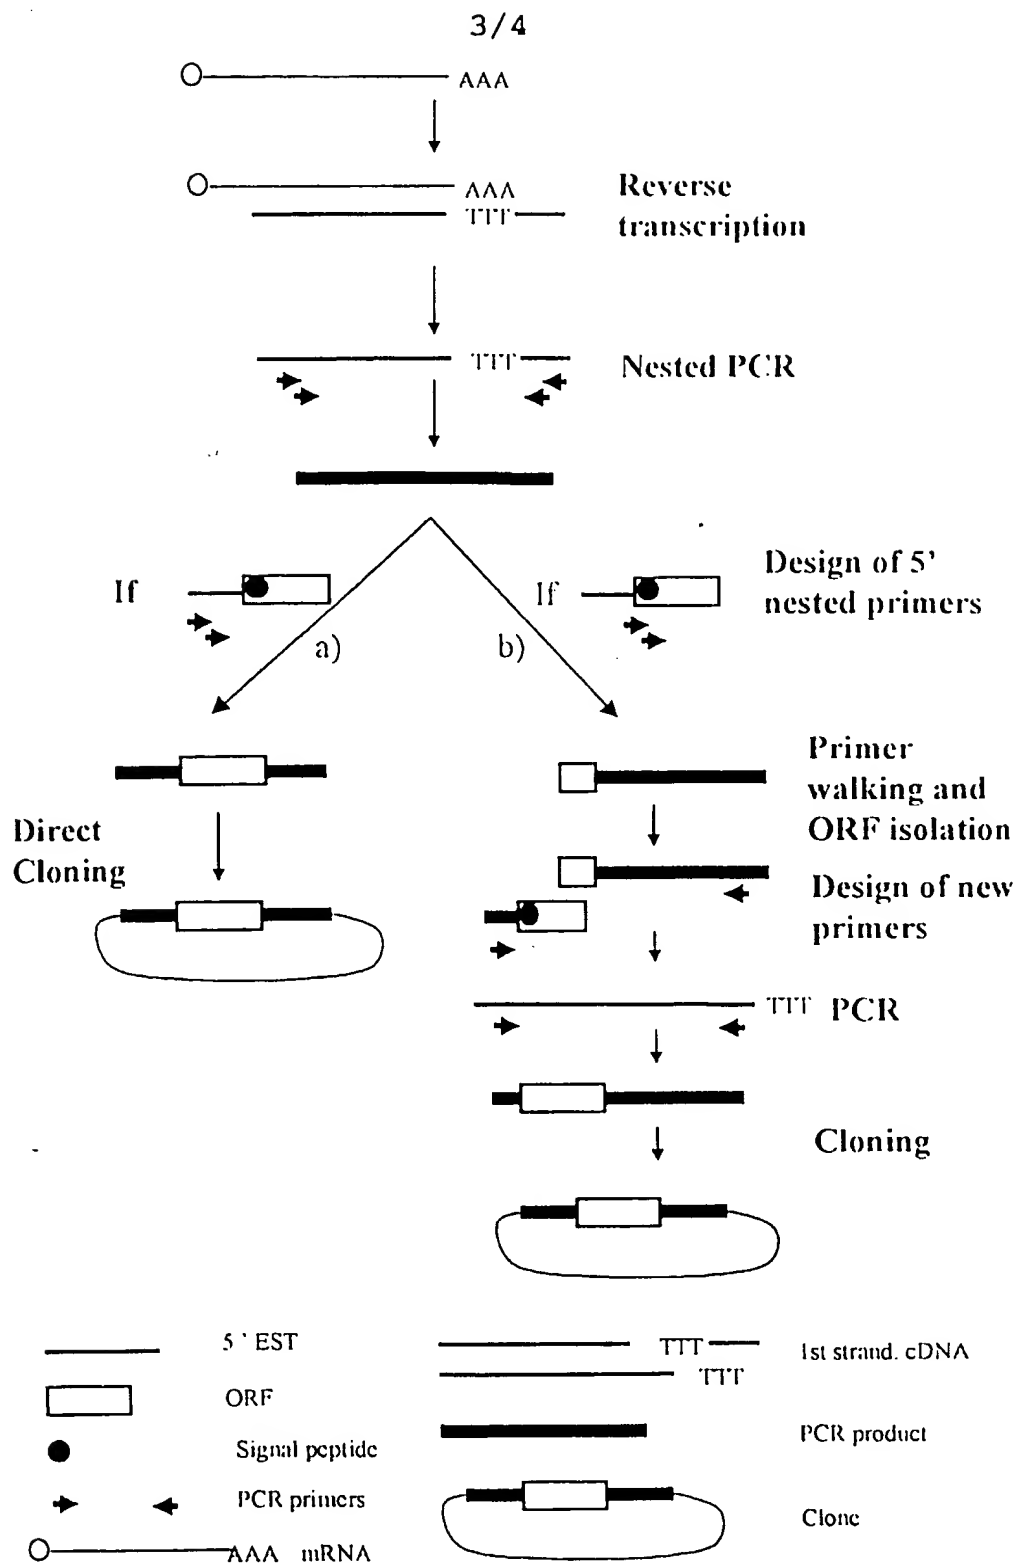 3/4
AAA
AAA
TTT
Reverse
transcription
TTT
Nested PCR
If
If
Design of 5'
nested primers
a)
b)
Primer
walking and
ORF isolation
Direct
Cloning
Design of new
primers
TTT PCR
Cloning
5' EST
TTT
1st strand. cDNA
TTT
ORF
Signal peptide
PCR product
PCR primers
Clone
AAA mRNA